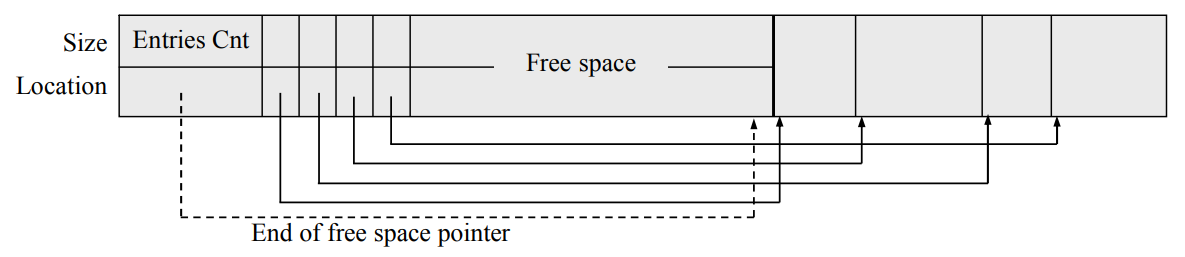 Size
Entries Cnt
Free space
Location
End of free space pointer